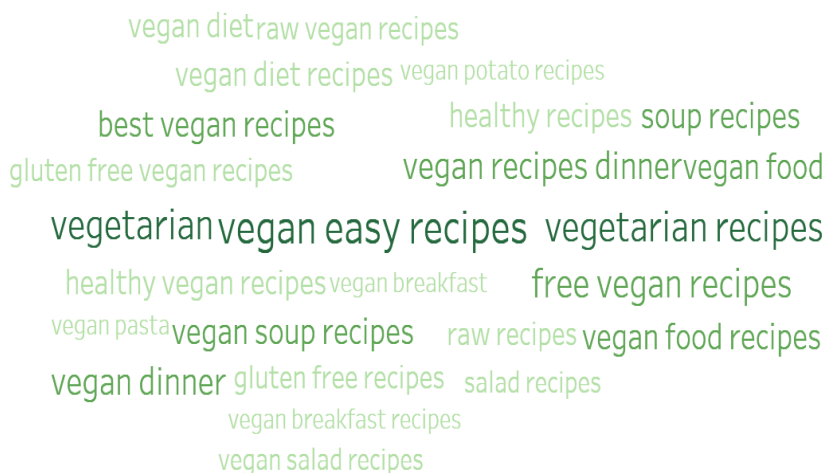 vegan diet raw vegan recipes
vegan diet recipes vegan potato recipes
best vegan recipes healthy recipes soup recipes
gluten free vegan recipes vegan recipes dinner vegan food
vegetarian vegan easy recipes vegetarian recipes
healthy vegan recipes vegan breakfast free vegan recipes
vegan pasta vegan soup recipes raw recipes vegan food recipes
vegan dinner gluten free recipes salad recipes
vegan breakfast recipes
vegan salad recipes